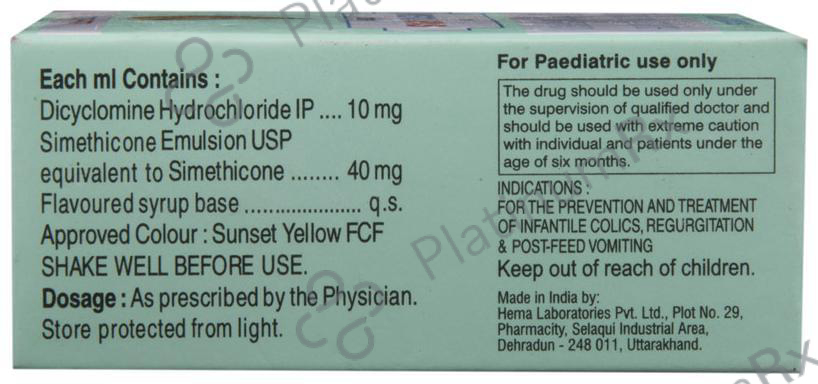 Each ml Contains :
Dicyclomine Hydrochloride IP .... 10 mg
Simethicone Emulsion USP
equivalent to Simethicone ........ 40 mg
Flavoured syrup base ..................... q.s.
Approved Colour : Sunset Yellow FCF
SHAKE WELL BEFORE USE.
Dosage : As prescribed by the Physician.
Store protected from light.
For Paediatric use only
The drug should be used only under
the supervision of qualified doctor and
should be used with extreme caution
with individual and patients under the
age of six months.
INDICATIONS :
FOR THE PREVENTION AND TREATMENT
OF INFANTILE COLICS, REGURGITATION
& POST-FEED VOMITING
Keep out of reach of children.
Made in India by:
Hema Laboratories Pvt. Ltd., Plot No. 29,
Pharmacity, Selaqui Industrial Area,
Dehradun - 248 011, Uttarakhand.
PlatinumRx